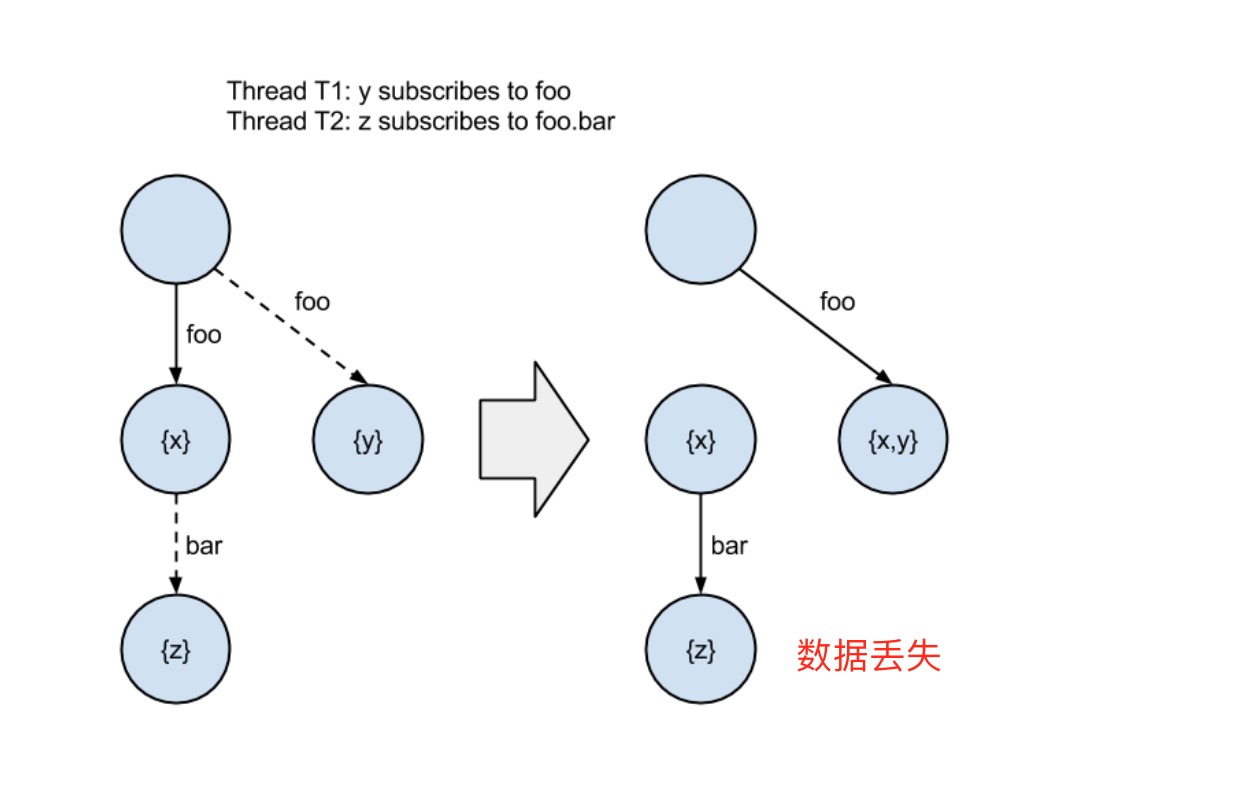 Thread T1: y subscribes to foo
Thread T2: z subscribes to foo.bar
foo
foo
foo
{x}
{y}
{x}
{x,y}
bar
bar
{z}
{z}
数据丢失